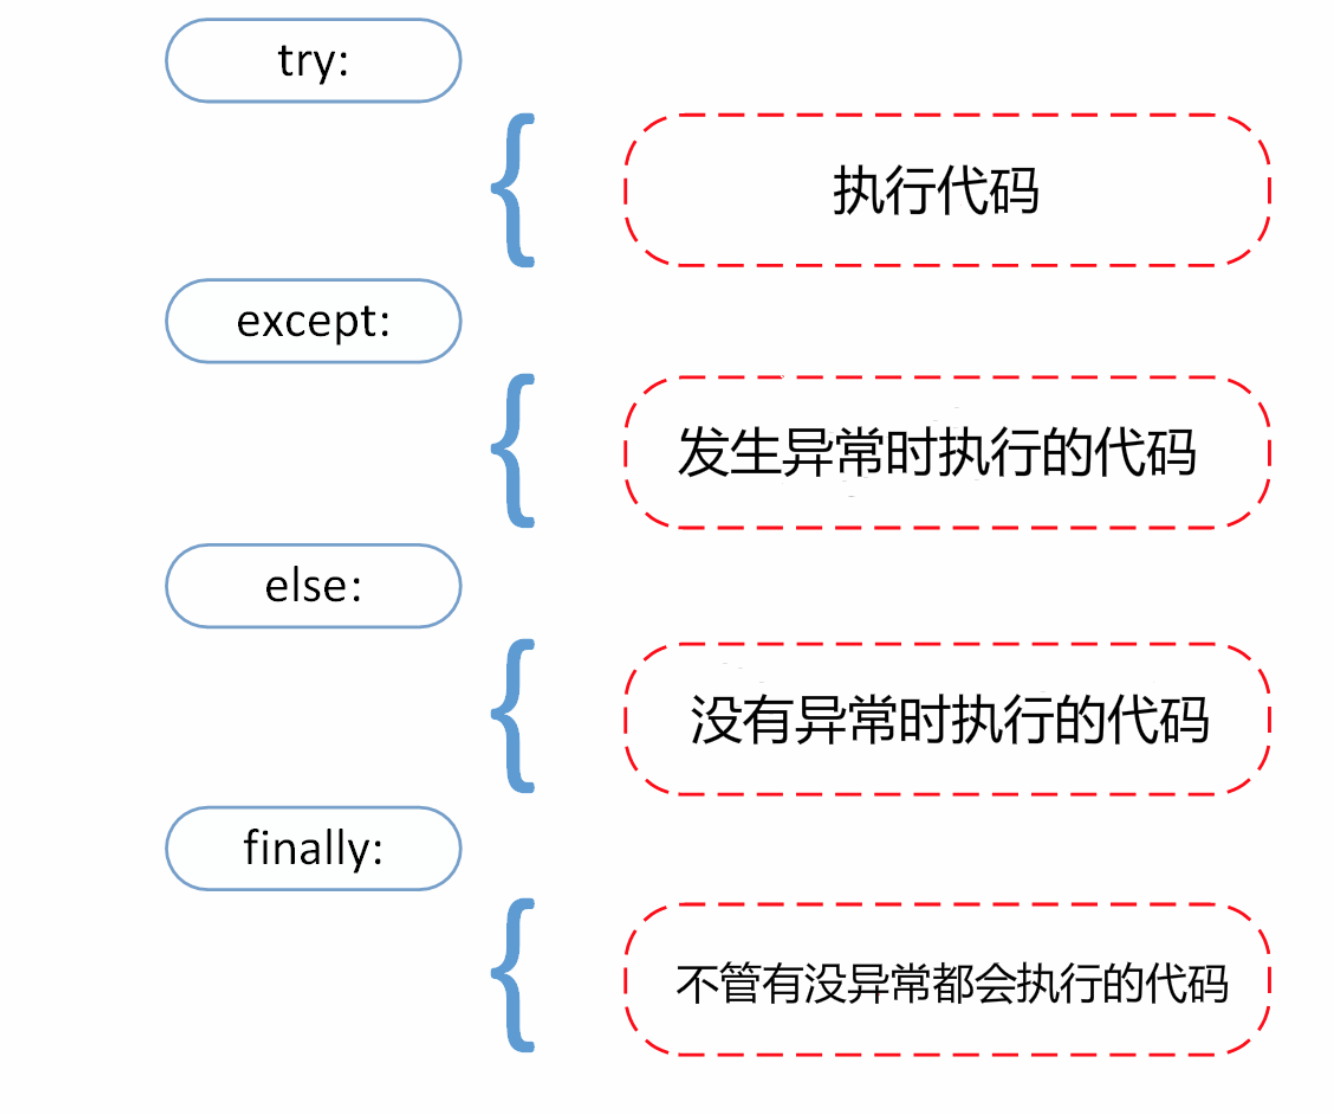 try:
执行代码
except:
发生异常时执行的代码
else:
没有异常时执行的代码
finally:
不管有没异常都会执行的代码